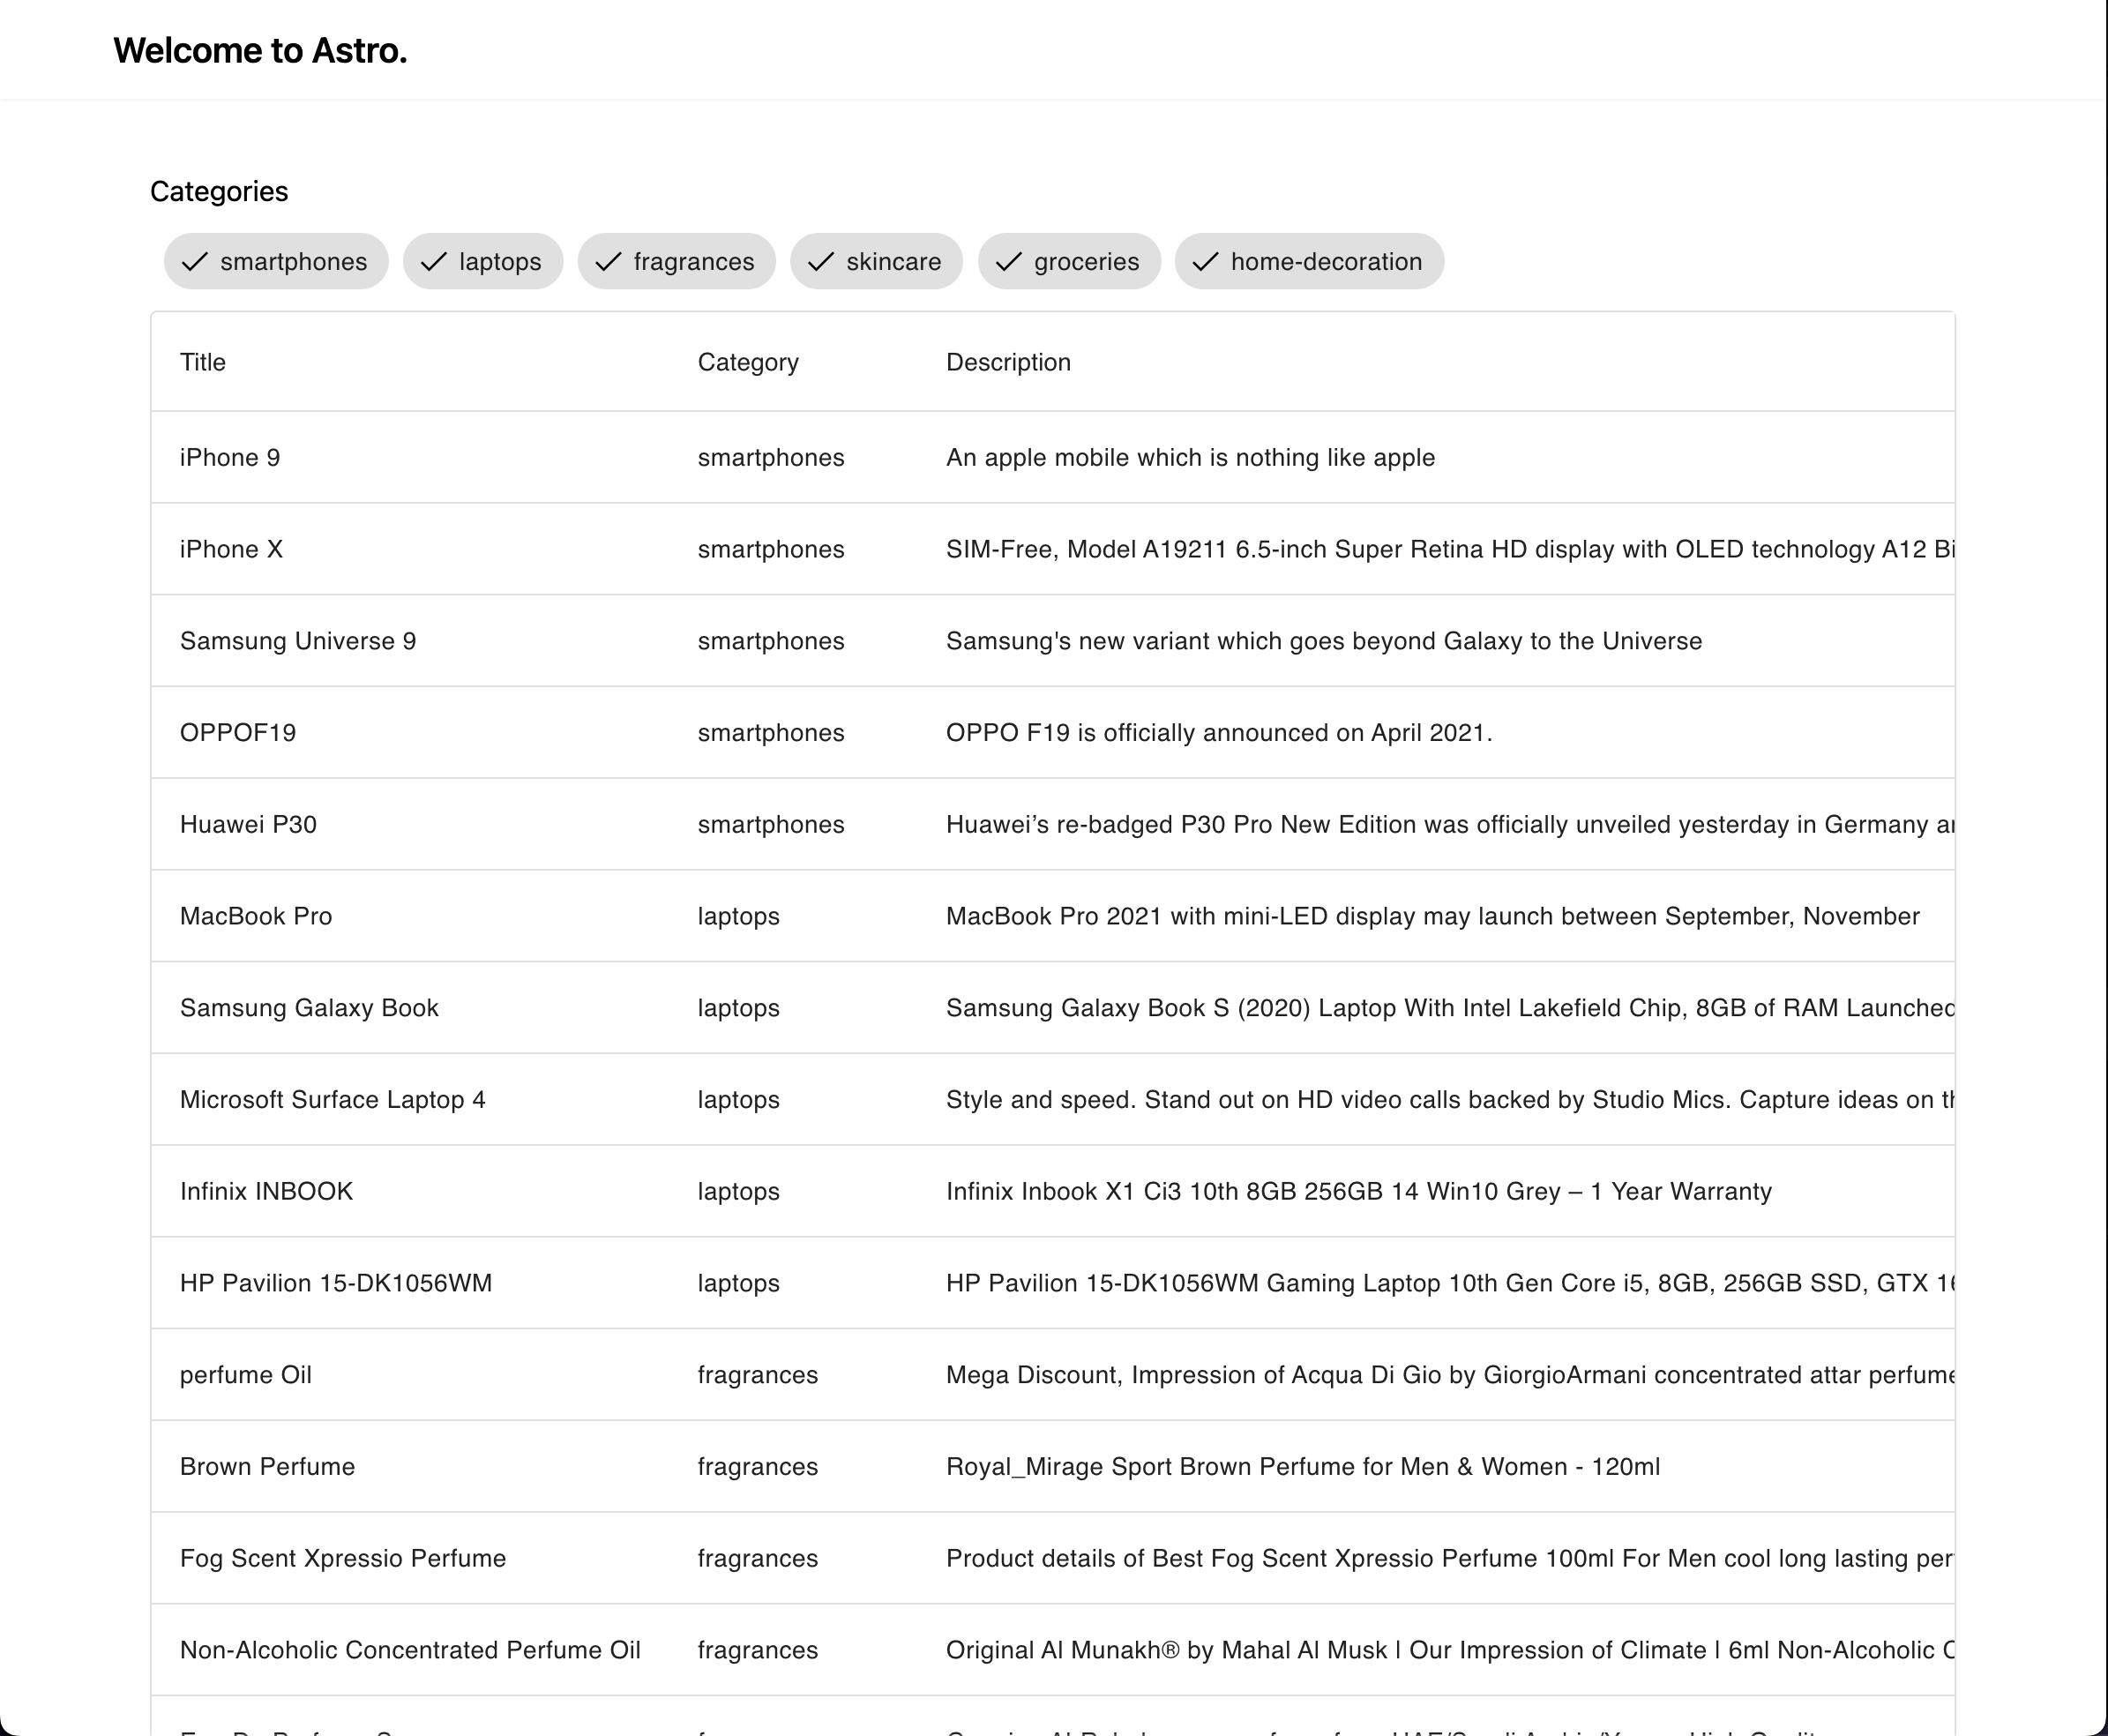 Welcome to Astro.
Categories
smartphones laptops fragrances skincare groceries home-decoration
Title Category Description
iPhone 9 smartphones An apple mobile which is nothing like apple
iPhone X smartphones SIM-Free, Model A19211 6.5-inch Super Retina HD display with OLED technology A12
Samsung Universe 9 smartphones Samsung's new variant which goes beyond Galaxy to the Universe
OPPOF19 smartphones OPPO F19 is officially announced on April 2021.
Huawei P30 smartphones Huawei’s re-badged P30 Pro New Edition was officially unveiled yesterday in Germany
MacBook Pro laptops MacBook Pro 2021 with mini-LED display may launch between September, November
Samsung Galaxy Book laptops Samsung Galaxy Book S (2020) Laptop With Intel Lakefield Chip, 8GB of RAM Launched
Microsoft Surface Laptop 4 laptops Style and speed. Stand out on HD video calls backed by Studio Mics. Capture ideas on
Infinix INBOOK laptops Infinix Inbook X1 Ci3 10th 8GB 256GB 14 Win10 Grey – 1 Year Warranty
HP Pavilion 15-DK1056WM laptops HP Pavilion 15-DK1056WM Gaming Laptop 10th Gen Core i5, 8GB, 256GB SSD, GTX
perfume Oil fragrances Mega Discount, Impression of Acqua Di Gio by GiorgioArmani concentrated attar perfume
Brown Perfume fragrances Royal_Mirage Sport Brown Perfume for Men & Women - 120ml
Fog Scent Xpressio Perfume fragrances Product details of Best Fog Scent Xpressio Perfume 100ml For Men cool long lasting
Non-Alcoholic Concentrated Perfume Oil fragrances Original Al Munakh® by Mahal Al Musk | Our Impression of Climate | 6ml Non-Alcoholic